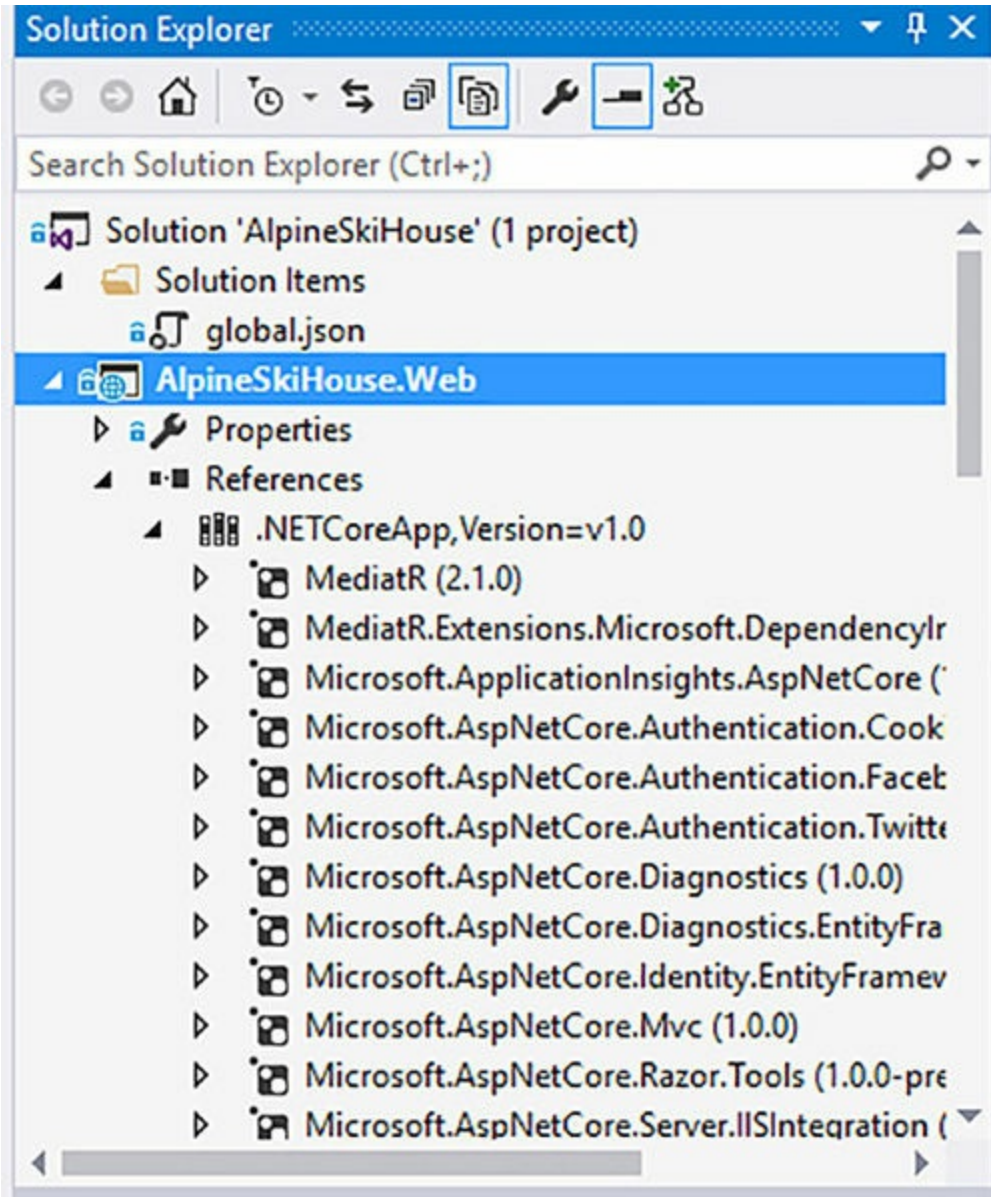 Solution Explorer
Search Solution Explorer (Ctrl+;)
Solution 'AlpineSkiHouse' (1 project)
Solution Items
global.json
AlpineSkiHouse.Web
Properties
References
.NETCoreApp,Version=v1.0
MediatR (2.1.0)
MediatR.Extensions.Microsoft.DependencyIr
Microsoft.ApplicationInsights.AspNetCore (
Microsoft.AspNetCore.Authentication.Cook
Microsoft.AspNetCore.Authentication.Faceb
Microsoft.AspNetCore.Authentication.Twitte
Microsoft.AspNetCore.Diagnostics (1.0.0)
Microsoft.AspNetCore.Diagnostics.EntityFra
Microsoft.AspNetCore.Identity.EntityFramew
Microsoft.AspNetCore.Mvc (1.0.0)
Microsoft.AspNetCore.Razor.Tools (1.0.0-pre
Microsoft.AspNetCore.Server.IISIntegration (